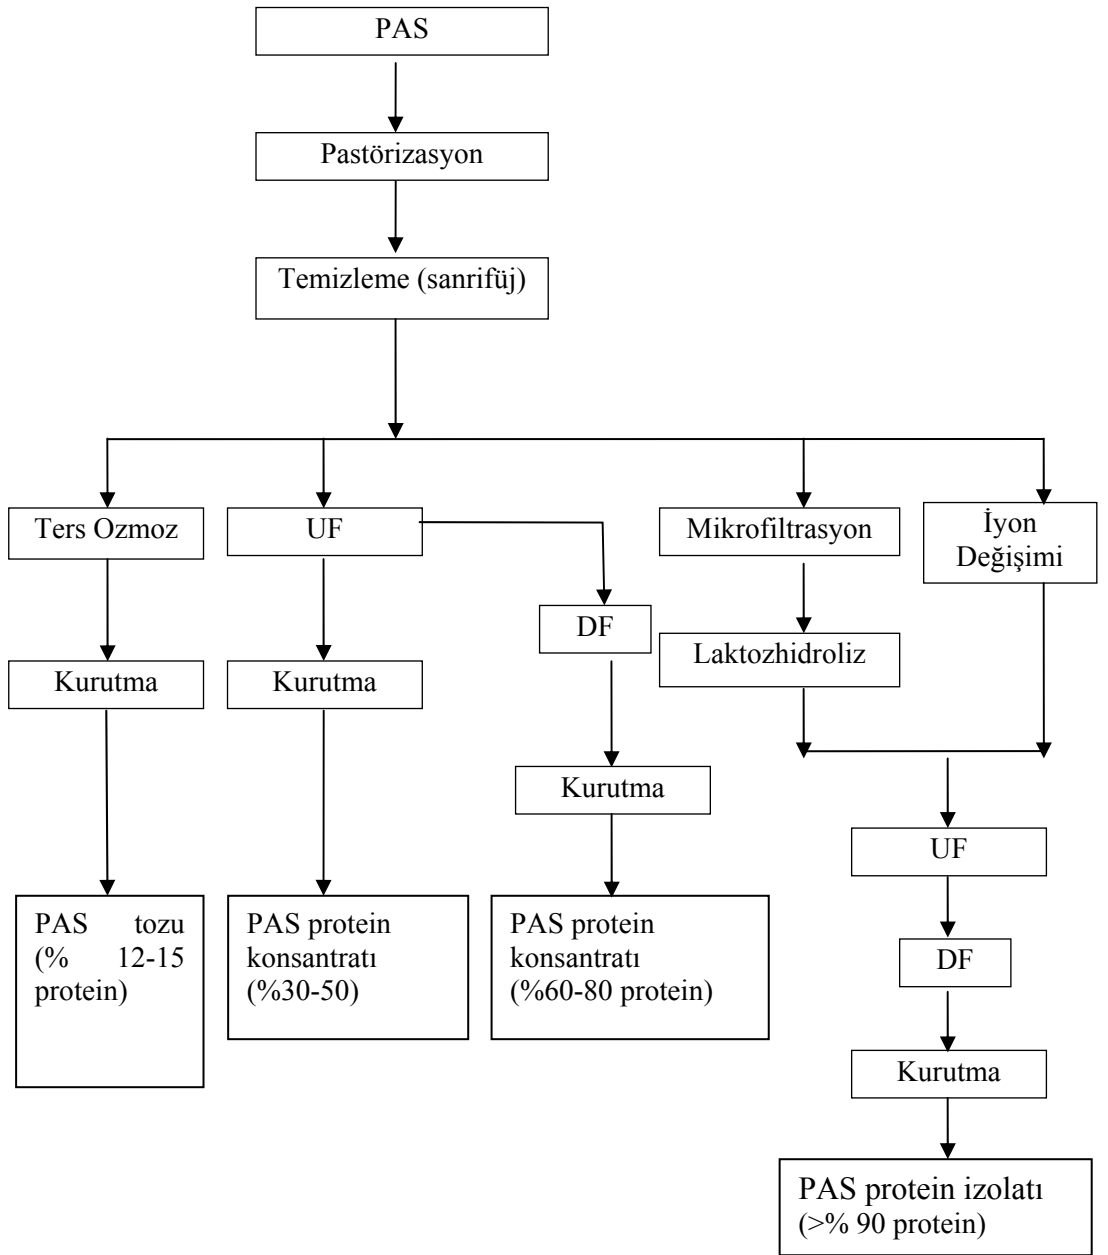 PAS
Pastörizasyon
Temizleme (sanrifüj)
Ters Ozmoz
UF
Mikrofiltrasyon
İyon
Değişimi
DF
Laktozhidroliz
Kurutma
Kurutma
Kurutma
UF
PAS tozu
(% 12-15
protein)
PAS protein
konsantratı
(%30-50)
PAS protein
konsantratı
(%60-80 protein)
DF
Kurutma
PAS protein izolatı
(>% 90 protein)